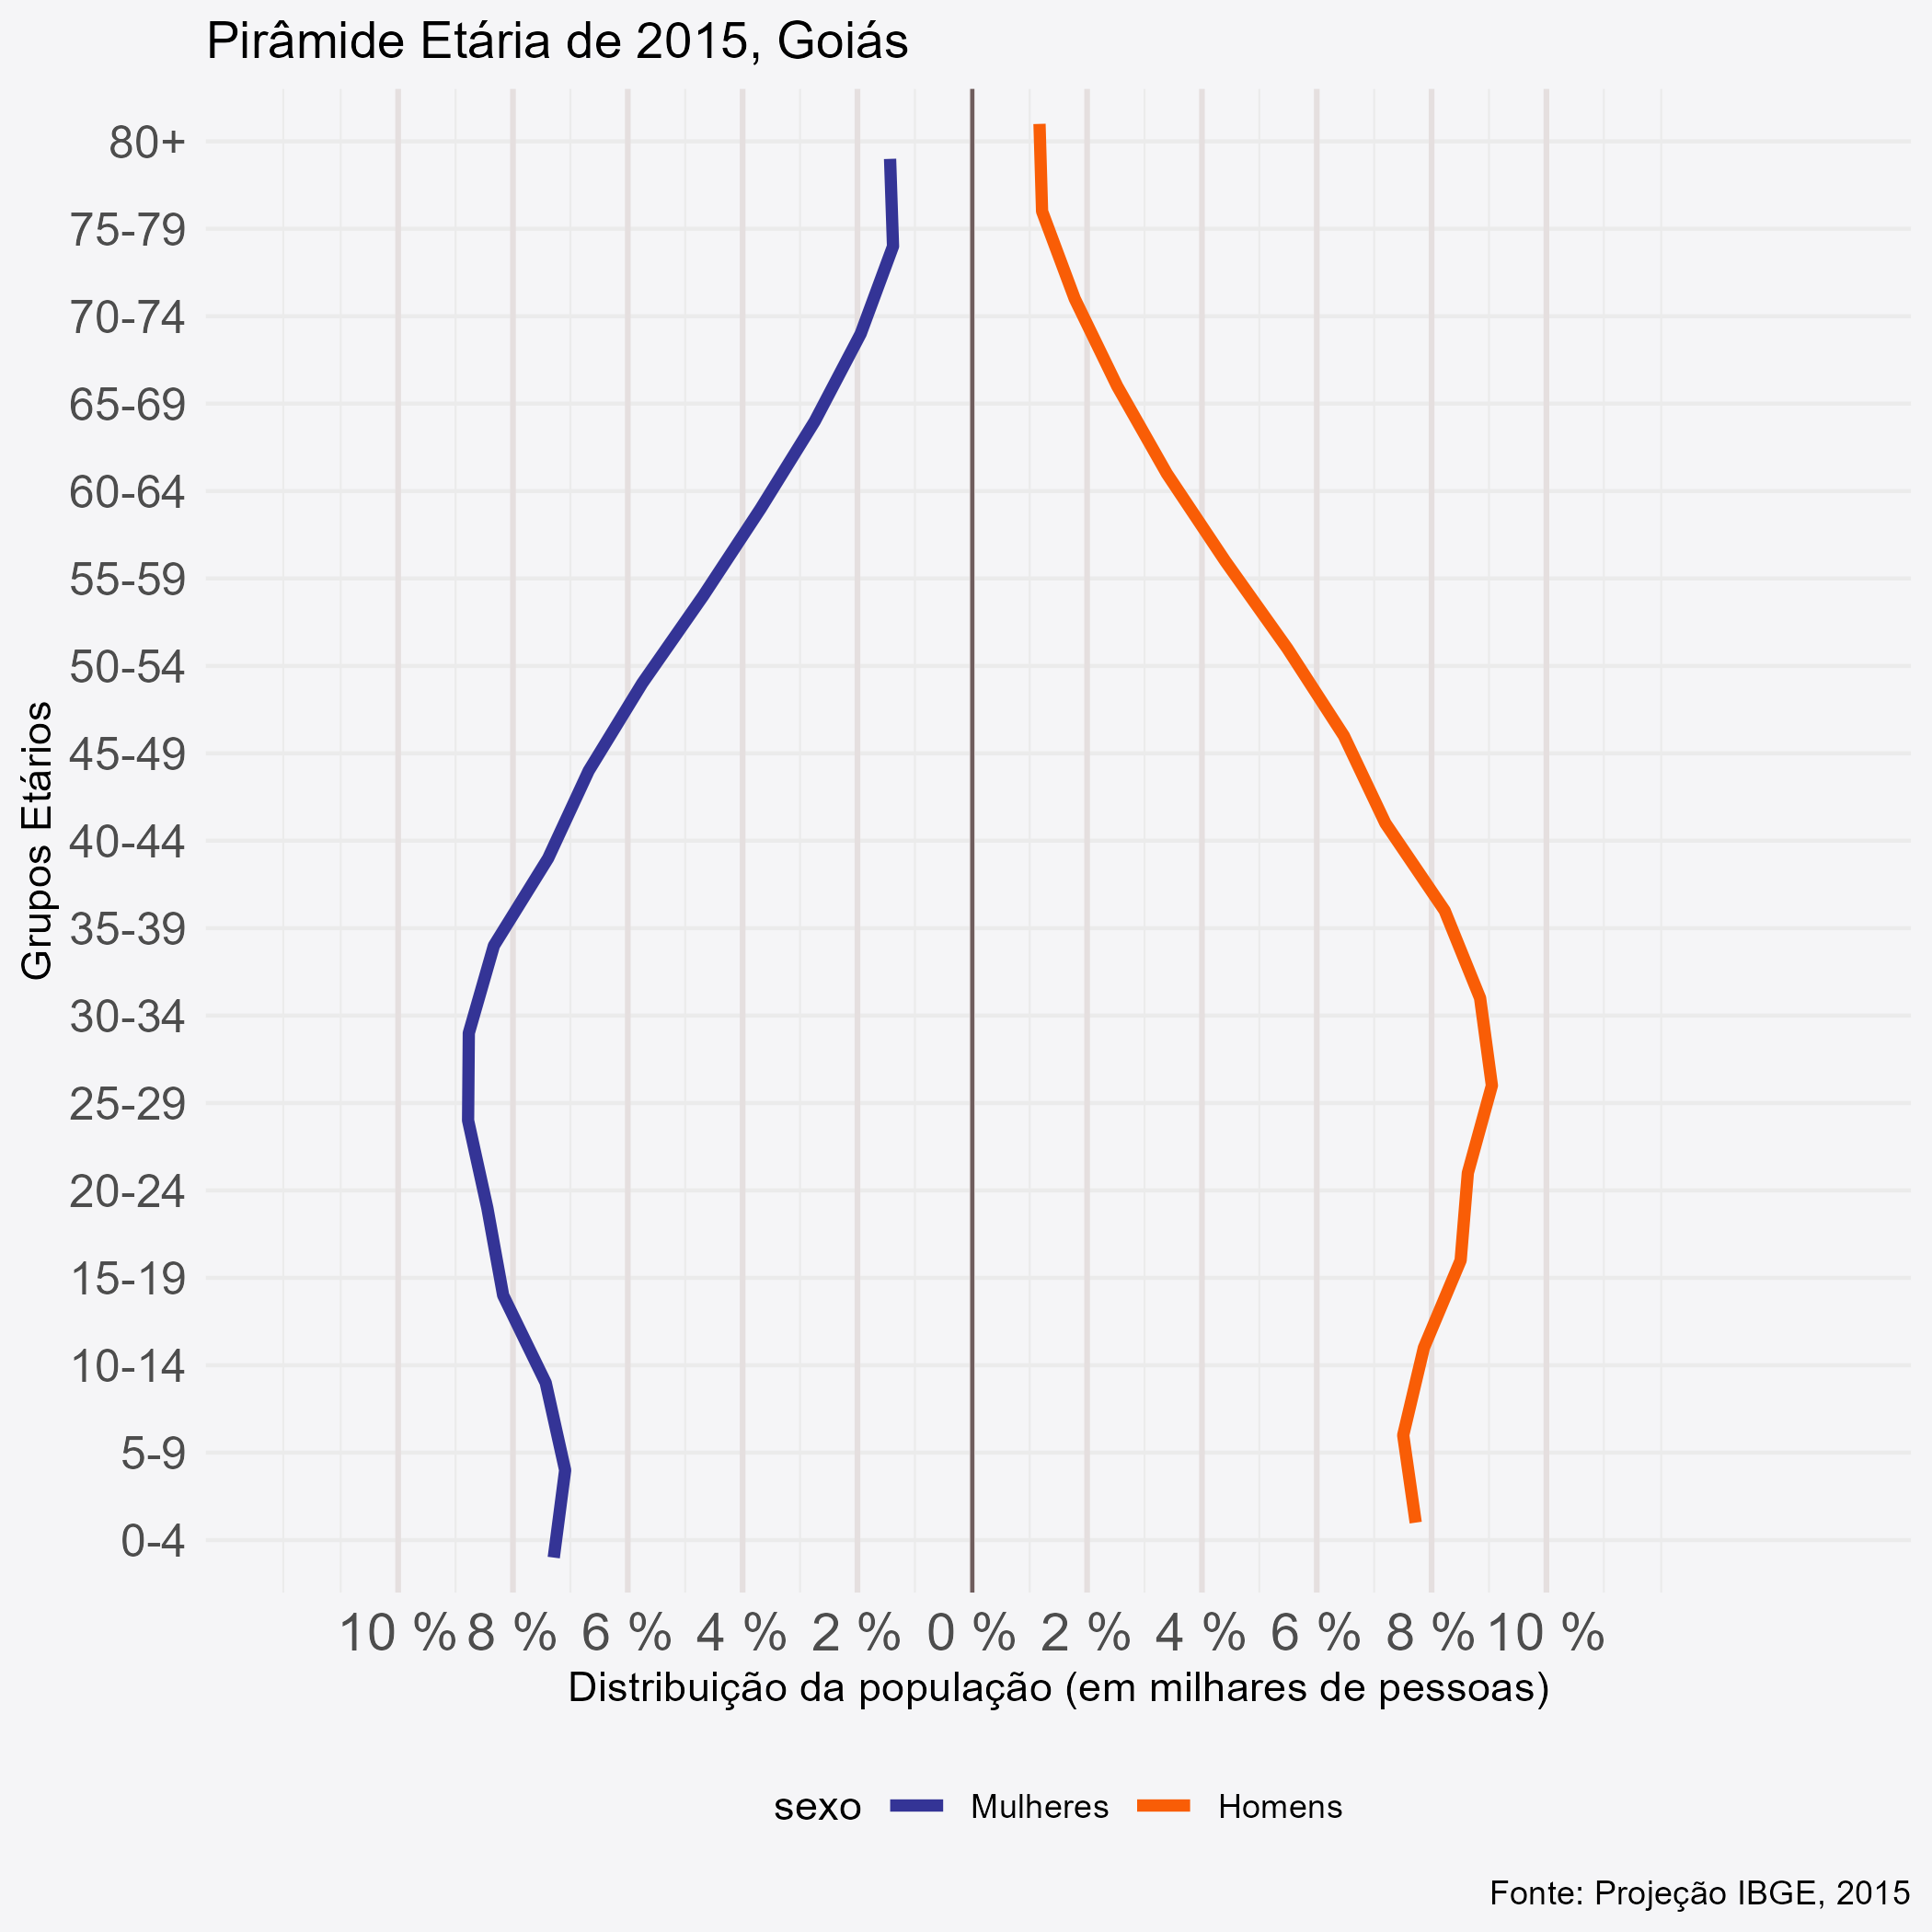 Pirâmide Etária de 2015, Goiás
80+
75-79
70-74
65-69
60-64
55-59
50-54
45-49
40-44
35-39
30-34
25-29
20-24
15-19
10-14
5-9
0-4
Grupos Etários
10 % 8 % 6 % 4 % 2 % 0 % 2 % 4 % 6 % 8 % 10 %
Distribuição da população (em milhares de pessoas)
sexo Mulheres Homens
Fonte: Projeção IBGE, 2015